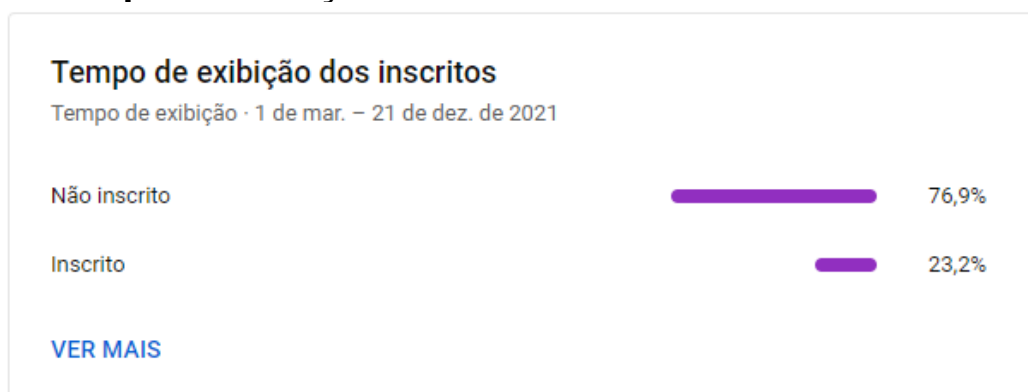 Tempo de exibição dos inscritos
Tempo de exibição · 1 de mar. – 21 de dez. de 2021
Não inscrito 76,9%
Inscrito 23,2%
VER MAIS